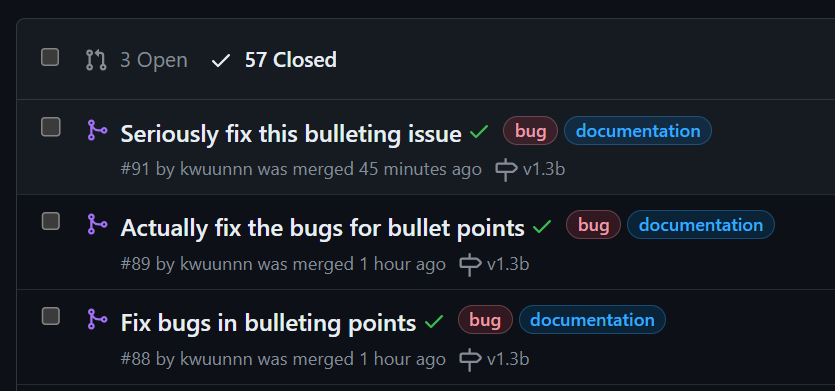 3 Open 57 Closed
Seriously fix this bulleting issue bug documentation
#91 by kwuunnn was merged 45 minutes ago v1.3b
Actually fix the bugs for bullet points bug documentation
#89 by kwuunnn was merged 1 hour ago v1.3b
Fix bugs in bulleting points bug documentation
#88 by kwuunnn was merged 1 hour ago v1.3b